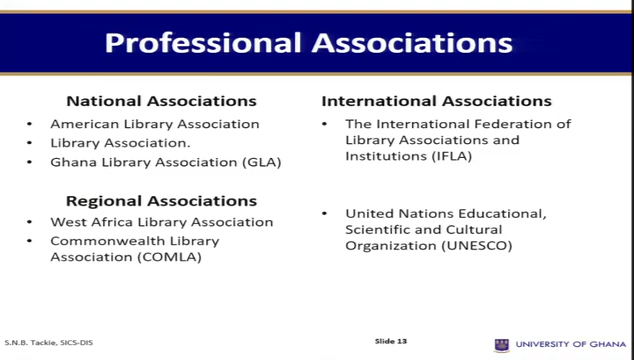 Professional Associations
National Associations
• American Library Association
• Library Association.
• Ghana Library Association (GLA)
Regional Associations
• West Africa Library Association
• Commonwealth Library
Association (COMLA)
International Associations
• The International Federation of
Library Associations and
Institutions (IFLA)
• United Nations Educational,
Scientific and Cultural
Organization (UNESCO)
S.N.B. Tackie, SICS-DIS
Slide 13
UNIVERSITY OF GHANA